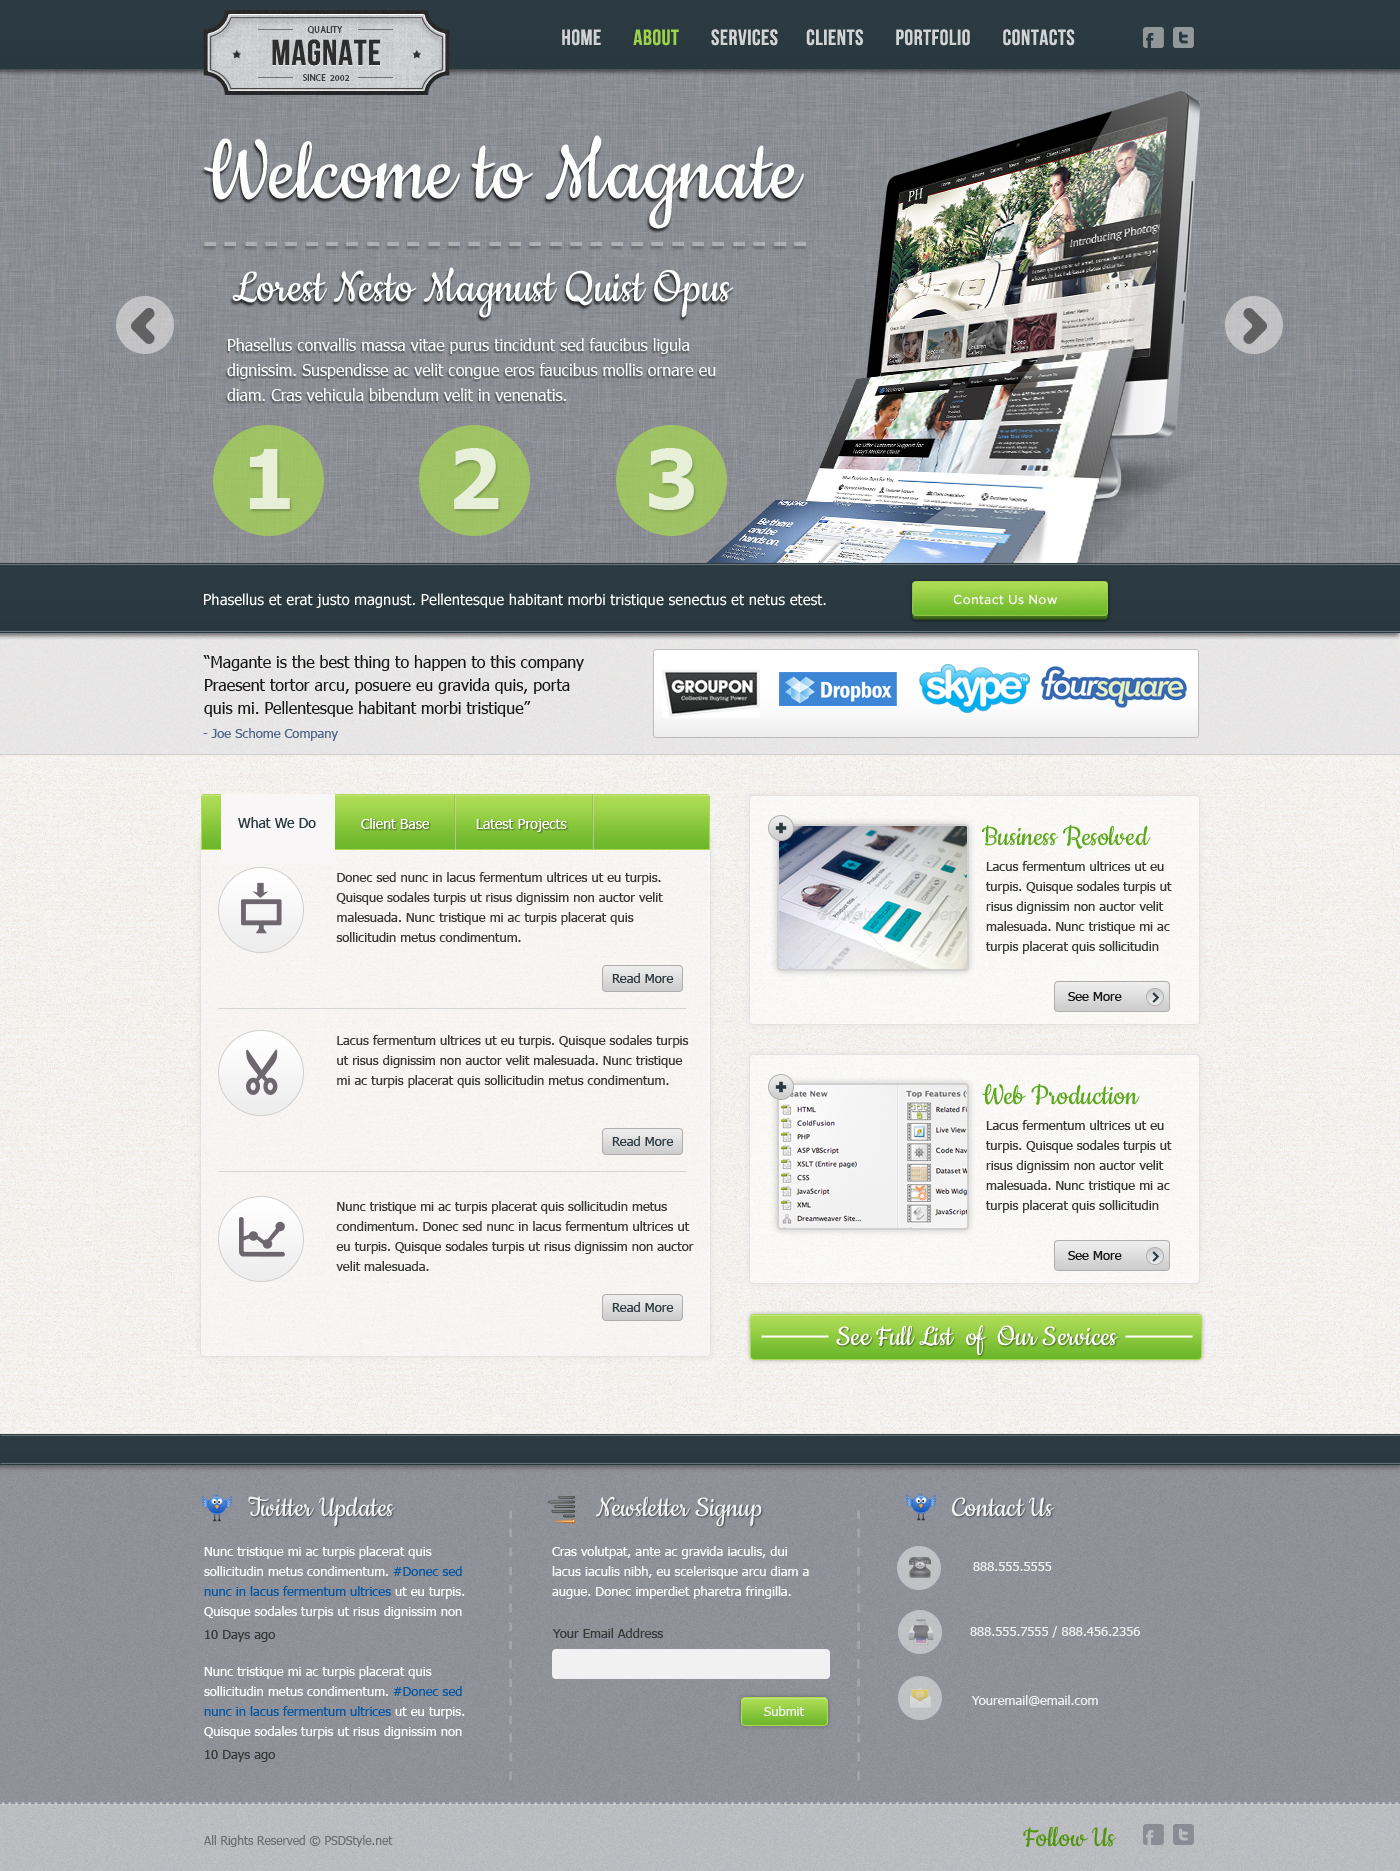 QUALITY
MAGNATE
SINCE 2002
HOME ABOUT SERVICES CLIENTS PORTFOLIO CONTACTS
Welcome to Magnate
Lorest Nesto Magnust Quist Opus
Phasellus convallis massa vitae purus tincidunt sed faucibus ligula
dignissim. Suspendisse ac velit congue eros faucibus mollis ornare eu
diam. Cras vehicula bibendum velit in venenatis.
1 2 3
PH
Introducing Photog
Be there
and be
hands on.
Phasellus et erat justo magnust. Pellentesque habitant morbi tristique senectus et netus etest.
Contact Us Now
“Magante is the best thing to happen to this company
Praesent tortor arcu, posuere eu gravida quis, porta
quis mi. Pellentesque habitant morbi tristique”
- Joe Schome Company
GROUPON
Collective Buying Power
Dropbox
skype
foursquare
What We Do
Client Base
Latest Projects
Donec sed nunc in lacus fermentum ultrices ut eu turpis.
Quisque sodales turpis ut risus dignissim non auctor velit
malesuada. Nunc tristique mi ac turpis placerat quis
sollicitudin metus condimentum.
Read More
Lacus fermentum ultrices ut eu turpis. Quisque sodales turpis
ut risus dignissim non auctor velit malesuada. Nunc tristique
mi ac turpis placerat quis sollicitudin metus condimentum.
Read More
Nunc tristique mi ac turpis placerat quis sollicitudin metus
condimentum. Donec sed nunc in lacus fermentum ultrices ut
eu turpis. Quisque sodales turpis ut risus dignissim non auctor
velit malesuada.
Read More
Business Resolved
Lacus fermentum ultrices ut eu
turpis. Quisque sodales turpis ut
risus dignissim non auctor velit
malesuada. Nunc tristique mi ac
turpis placerat quis sollicitudin
See More
eate New
HTML
ColdFusion
PHP
ASP VBScript
XSLT (Entire page)
CSS
JavaScript
XML
Dreamweaver Site...
Top Features (
Related Fi
Live View
Code Nav
Dataset W
Web Widg
JavaScript
Web Production
Lacus fermentum ultrices ut eu
turpis. Quisque sodales turpis ut
risus dignissim non auctor velit
malesuada. Nunc tristique mi ac
turpis placerat quis sollicitudin
See More
See Full List of Our Services
Twitter Updates
Nunc tristique mi ac turpis placerat quis
sollicitudin metus condimentum. #Donec sed
nunc in lacus fermentum ultrices ut eu turpis.
Quisque sodales turpis ut risus dignissim non
10 Days ago
Nunc tristique mi ac turpis placerat quis
sollicitudin metus condimentum. #Donec sed
nunc in lacus fermentum ultrices ut eu turpis.
Quisque sodales turpis ut risus dignissim non
10 Days ago
Newsletter Signup
Cras volutpat, ante ac gravida iaculis, dui
lacus iaculis nibh, eu scelerisque arcu diam a
augue. Donec imperdiet pharetra fringilla.
Your Email Address
Submit
Contact Us
888.555.5555
888.555.7555 / 888.456.2356
Youremail@email.com
All Rights Reserved © PSDStyle.net
Follow Us